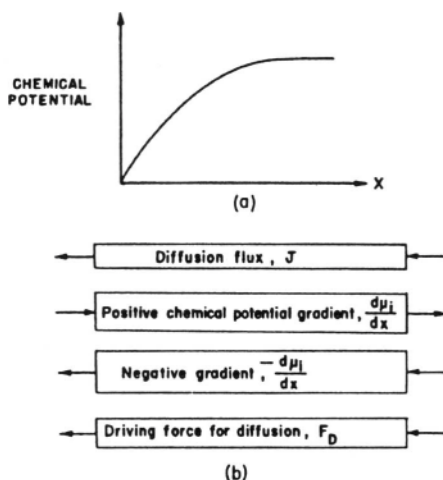 CHEMICAL
POTENTIAL
X
(a)
Diffusion flux , J
Positive chemical potential gradient, dμi/dx
Negative gradient , -dμi/dx
Driving force for diffusion, FD
(b)